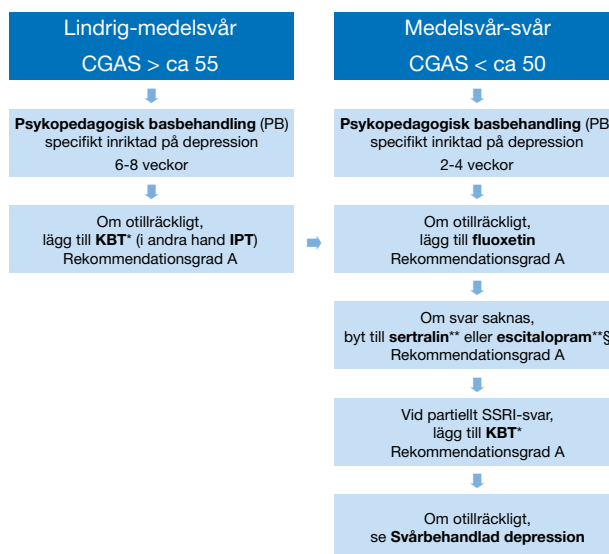 Lindrig-medelsvår
CGAS > ca 55
Psykopedagogisk basbehandling (PB)
specifikt inriktad på depression
6-8 veckor
Om otillräckligt,
lägg till KBT* (i andra hand IPT)
Rekommendationsgrad A
Medelsvår-svår
CGAS < ca 50
Psykopedagogisk basbehandling (PB
specifikt inriktad på depression
2-4 veckor
Om otillräckligt,
lägg till fluoxetin
Rekommendationsgrad A
Om svar saknas,
byt till sertralin** eller escitalopram**§
Rekommendationsgrad A
Vid partiellt SSRI-svar,
lägg till KBT*
Rekommendationsgrad A
Om otillräckligt,
se Svårbehandlad depression